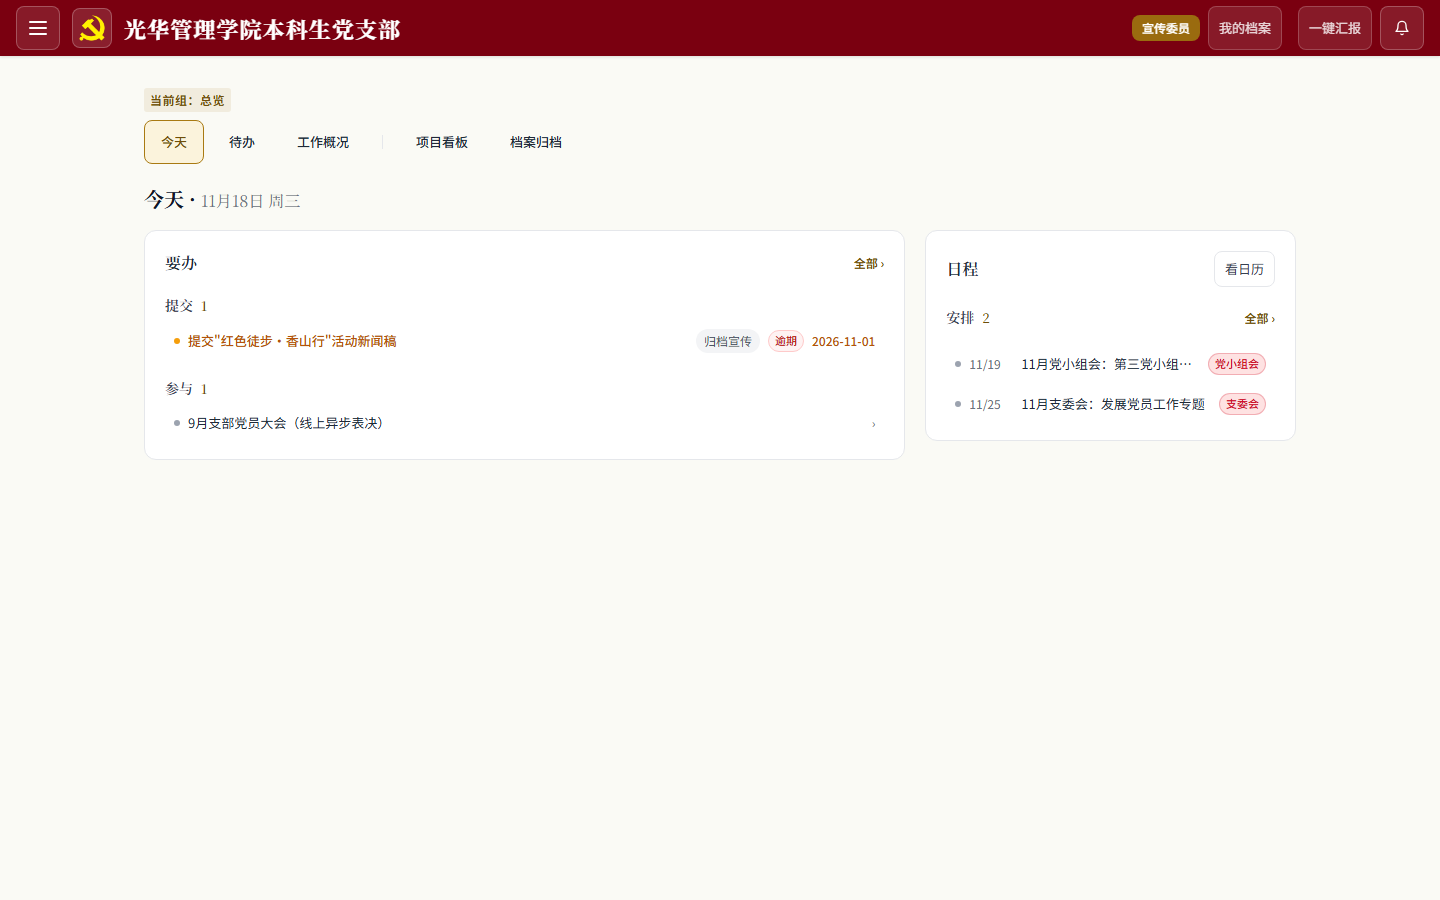 光华管理学院本科生党支部
宣传委员
我的档案
一键汇报
当前组：总览
今天
待办
工作概况
项目看板
档案归档
今天 · 11月18日 周三
要办
全部 ›
提交 1
提交"红色徒步·香山行"活动新闻稿
归档宣传
逾期
2026-11-01
参与 1
9月支部党员大会（线上异步表决）
›
日程
看日历
安排 2
全部 ›
11/19
11月党小组会：第三党小组…
党小组会
11/25
11月支委会：发展党员工作专题
支委会